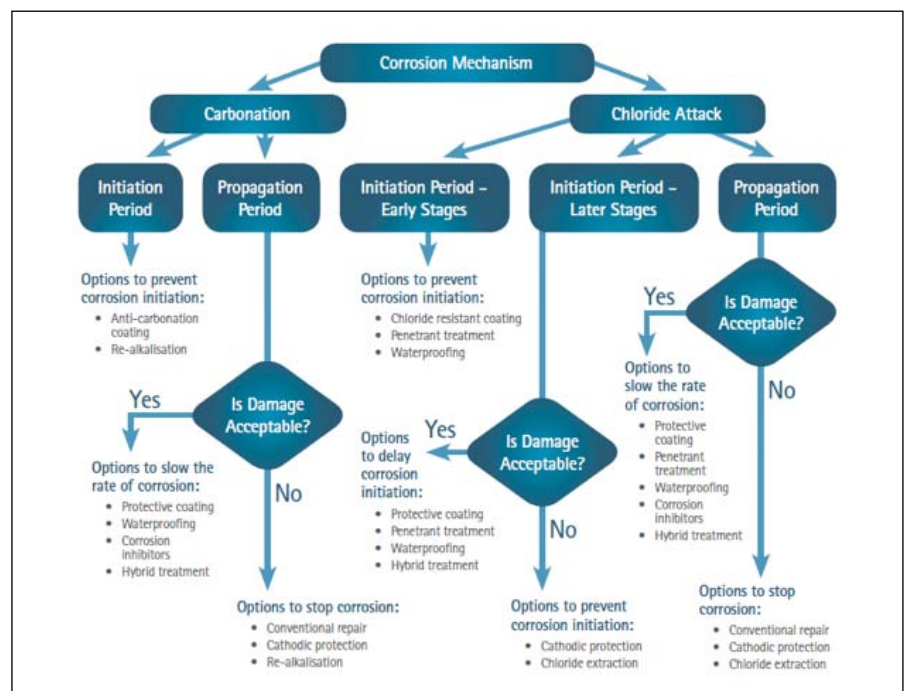 Corrosion Mechanism
Carbonation
Chloride Attack
Initiation
Period
Propagation
Period
Initiation Period –
Early Stages
Initiation Period –
Later Stages
Propagation
Period
Options to prevent
corrosion initiation:
• Anti-carbonation
coating
• Re-alkalisation
Options to prevent
corrosion initiation:
• Chloride resistant coating
• Penetrant treatment
• Waterproofing
Yes
Is Damage
Acceptable?
No
Options to
slow the rate
of corrosion:
• Protective
coating
• Penetrant
treatment
• Waterproofing
• Corrosion
inhibitors
• Hybrid treatment
Yes
Is Damage
Acceptable?
No
Options to slow the
rate of corrosion:
• Protective coating
• Waterproofing
• Corrosion
inhibitors
• Hybrid treatment
Options
to delay
corrosion
initiation:
• Protective coating
• Penetrant treatment
• Waterproofing
• Hybrid treatment
Yes
Is Damage
Acceptable?
No
Options to stop corrosion:
• Conventional repair
• Cathodic protection
• Re-alkalisation
Options to prevent
corrosion initiation:
• Cathodic protection
• Chloride extraction
Options to stop
corrosion:
• Conventional repair
• Cathodic protection
• Chloride extraction